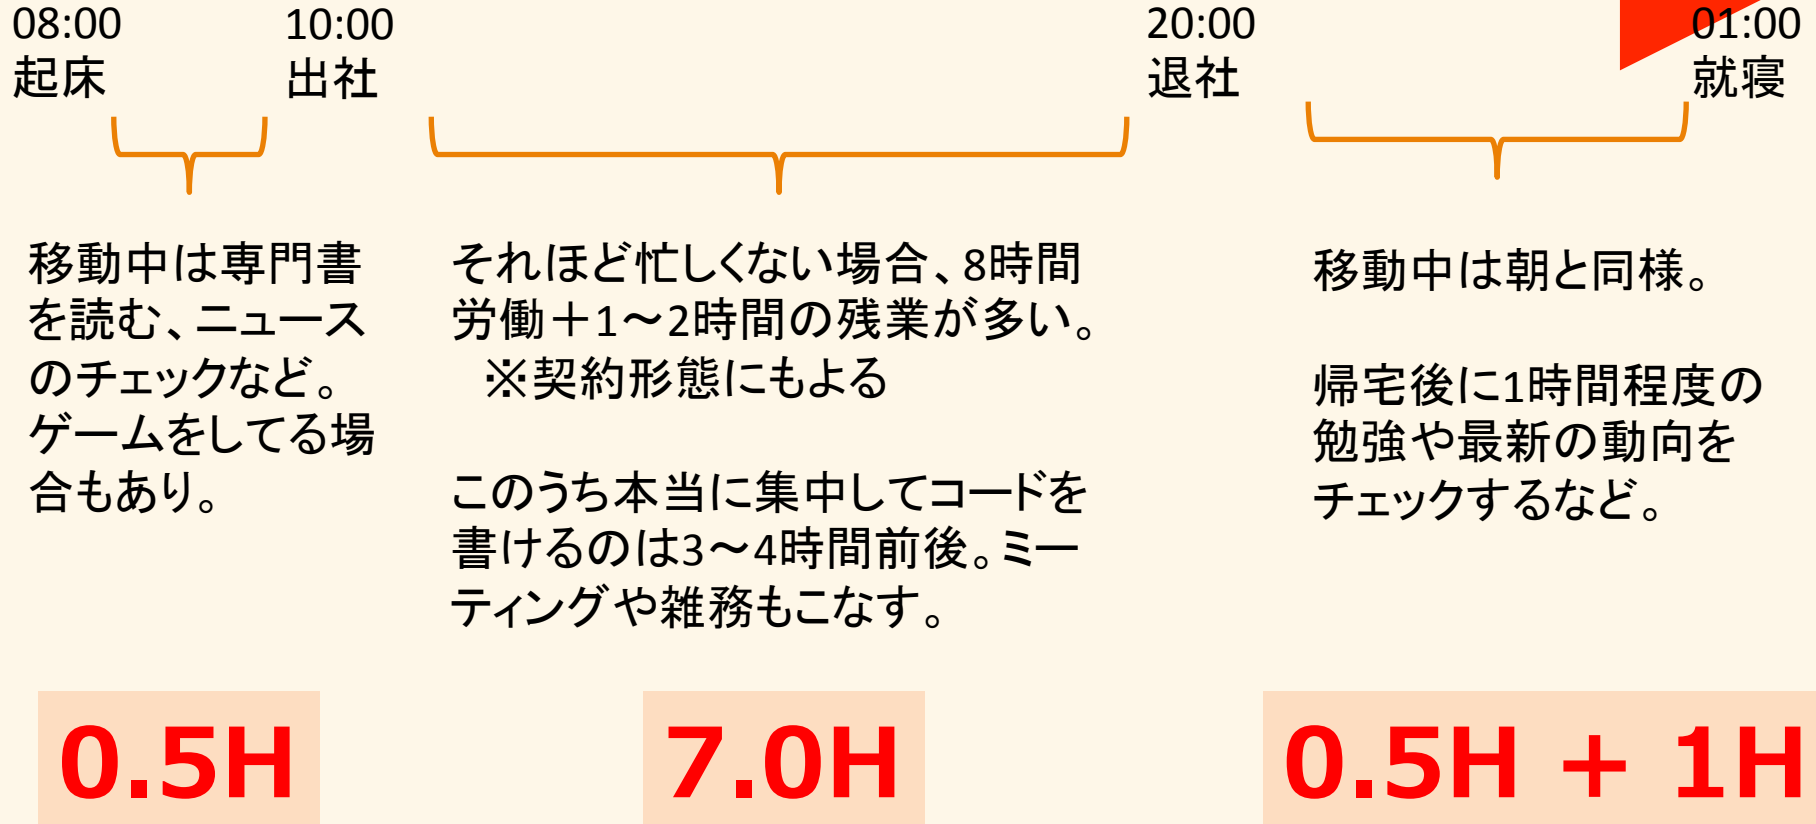 08:00
起床
10:00
出社
20:00
退社
01:00
就寝
移動中は専門書
を読む、ニュース
のチェックなど。
ゲームをしてる場
合もあり。
それほど忙しくない場合、8時間
労働＋1～2時間の残業が多い。
※契約形態にもよる
このうち本当に集中してコードを
書けるのは3～4時間前後。ミー
ティングや雑務もこなす。
移動中は朝と同様。
帰宅後に1時間程度の
勉強や最新の動向を
チェックするなど。
0.5H
7.0H
0.5H + 1H